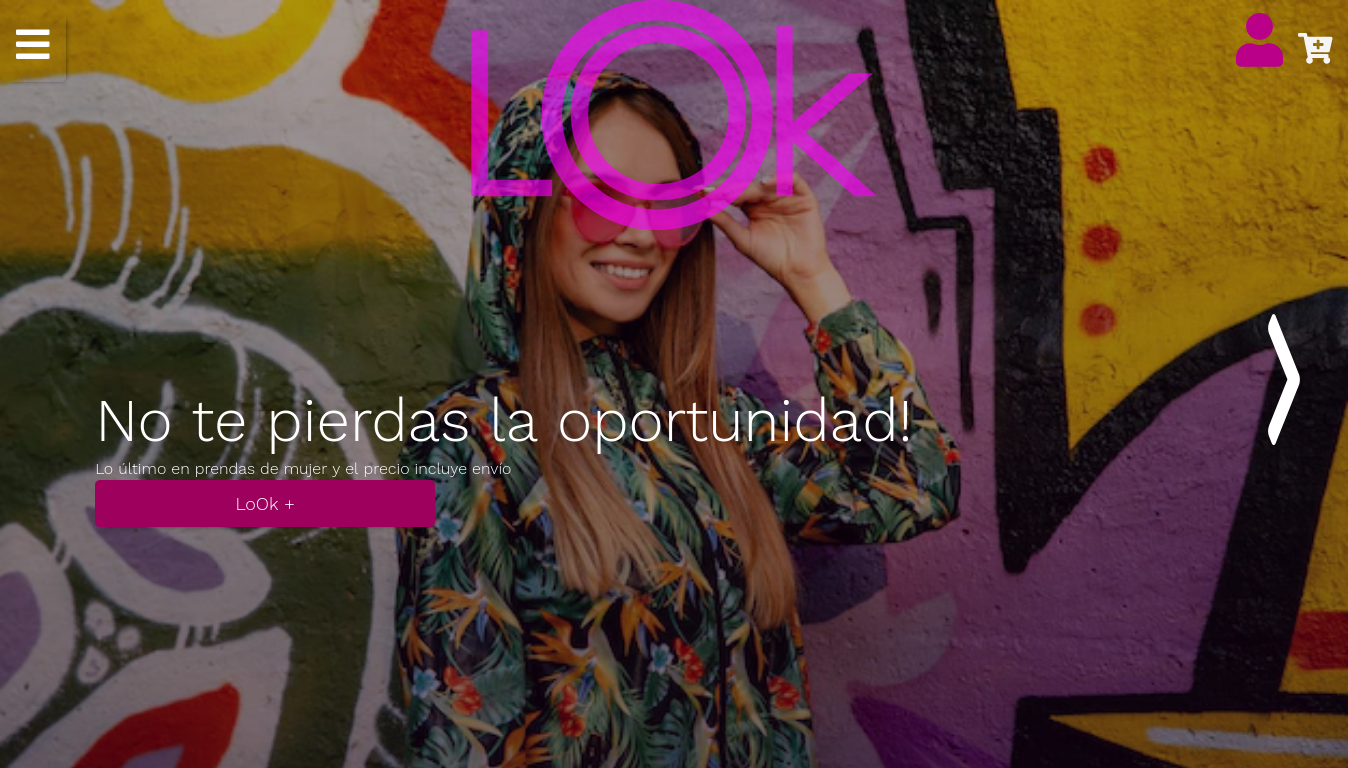 LOk
No te pierdas la oportunidad!
Lo último en prendas de mujer y el precio incluye envío
LoOk +